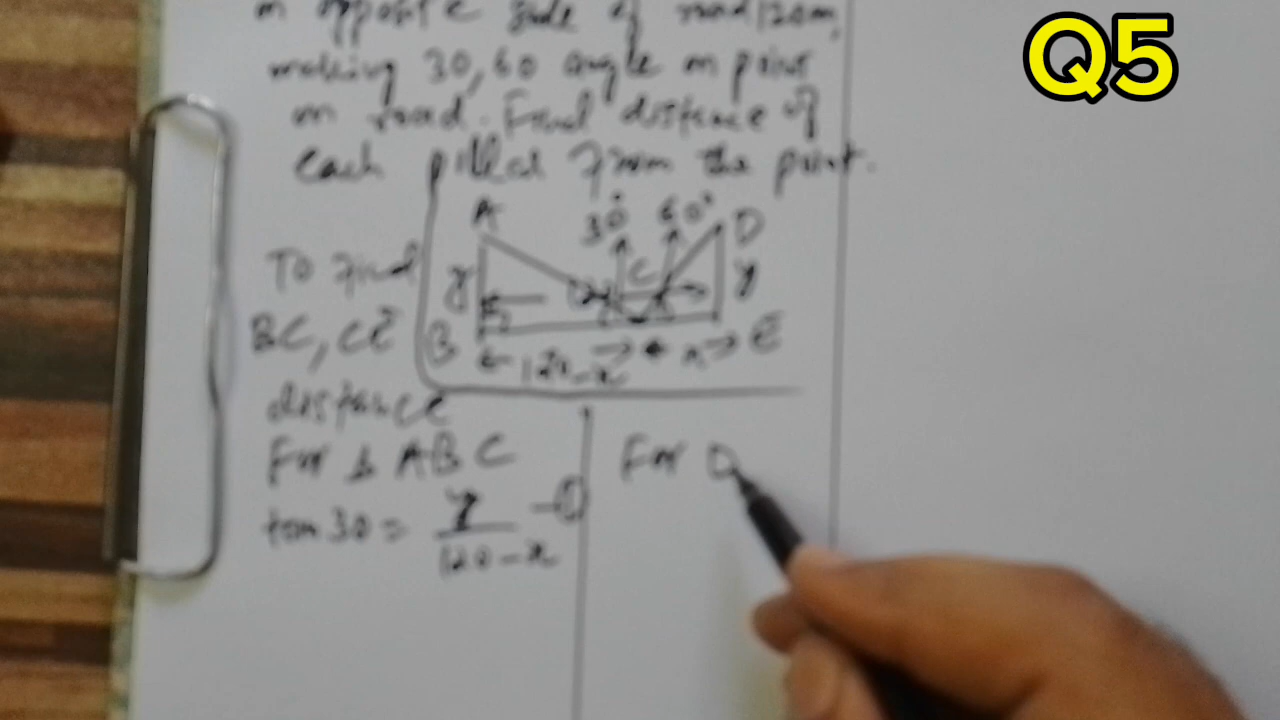 Q5
on opposite side of road 120m,
making 30, 60 angle on point
on road. Find distance of
each pillar from the point.
A 30° 60° D
To Find
y C y
BC, CE
B 120-x x E
distance
For Δ ABC
tan 30 = y / 120-x -①
For D